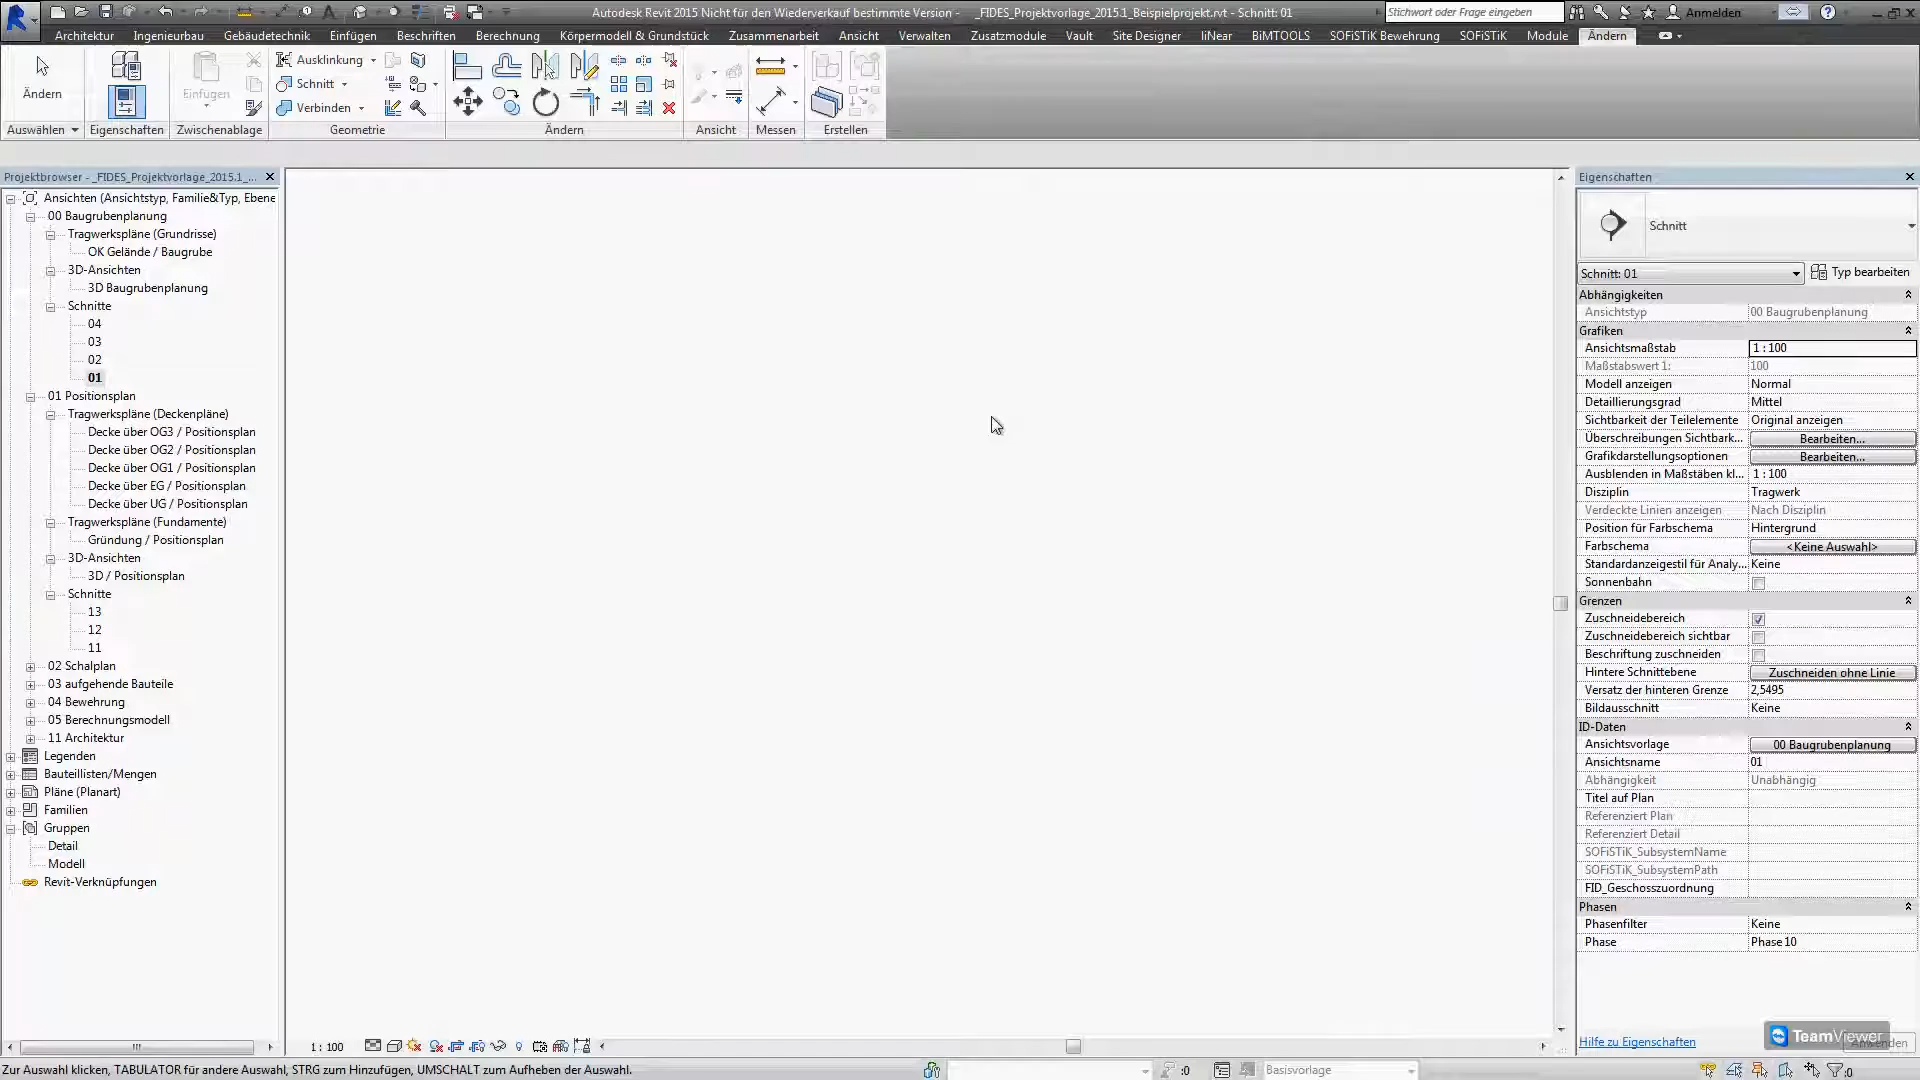 Autodesk Revit 2015 Nicht für den Wiederverkauf bestimmte Version - _FIDES_Projektvorlage_2015.1_Beispielprojekt.rvt - Schnitt: 01
Stichwort oder Frage eingeben
Anmelden
Architektur Ingenieurbau Gebäudetechnik Einfügen Beschriften Berechnung Körpermodell & Grundstück Zusammenarbeit Ansicht Verwalten Zusatzmodule Vault Site Designer liNear BiMTOOLS SOFiSTiK Bewehrung SOFiSTiK Module Ändern
Ausklinkung
Schnitt
Verbinden
Ändern
Einfügen
Auswählen Eigenschaften Zwischenablage Geometrie Ändern Ansicht Messen Erstellen
Projektbrowser - _FIDES_Projektvorlage_2015.1_...
Ansichten (Ansichtstyp, Familie&Typ, Ebene
00 Baugrubenplanung
Tragwerkspläne (Grundrisse)
OK Gelände / Baugrube
3D-Ansichten
3D Baugrubenplanung
Schnitte
04
03
02
01
01 Positionsplan
Tragwerkspläne (Deckenpläne)
Decke über OG3 / Positionsplan
Decke über OG2 / Positionsplan
Decke über OG1 / Positionsplan
Decke über EG / Positionsplan
Decke über UG / Positionsplan
Tragwerkspläne (Fundamente)
Gründung / Positionsplan
3D-Ansichten
3D / Positionsplan
Schnitte
13
12
11
02 Schalplan
03 aufgehende Bauteile
04 Bewehrung
05 Berechnungsmodell
11 Architektur
Legenden
Bauteillisten/Mengen
Pläne (Planart)
Familien
Gruppen
Detail
Modell
Revit-Verknüpfungen
Eigenschaften
Schnitt
Schnitt: 01 Typ bearbeiten
Abhängigkeiten
Ansichtstyp 00 Baugrubenplanung
Grafiken
Ansichtsmaßstab 1 : 100
Maßstabswert 1: 100
Modell anzeigen Normal
Detaillierungsgrad Mittel
Sichtbarkeit der Teilelemente Original anzeigen
Überschreibungen Sichtbark... Bearbeiten...
Grafikdarstellungsoptionen Bearbeiten...
Ausblenden in Maßstäben kl... 1 : 100
Disziplin Tragwerk
Verdeckte Linien anzeigen Nach Disziplin
Position für Farbschema Hintergrund
Farbschema <Keine Auswahl>
Standardanzeigestil für Analy... Keine
Sonnenbahn
Grenzen
Zuschneidebereich
Zuschneidebereich sichtbar
Beschriftung zuschneiden
Hintere Schnittebene Zuschneiden ohne Linie
Versatz der hinteren Grenze 2,5495
Bildausschnitt Keine
ID-Daten
Ansichtsvorlage 00 Baugrubenplanung
Ansichtsname 01
Abhängigkeit Unabhängig
Titel auf Plan
Referenziert Plan
Referenziert Detail
SOFiSTiK_SubsystemName
SOFiSTiK_SubsystemPath
FID_Geschosszuordnung
Phasen
Phasenfilter Keine
Phase Phase 10
Hilfe zu Eigenschaften
TeamViewer
1 : 100
Zur Auswahl klicken, TABULATOR für andere Auswahl, STRG zum Hinzufügen, UMSCHALT zum Aufheben der Auswahl.
:0
Basisvorlage
:0